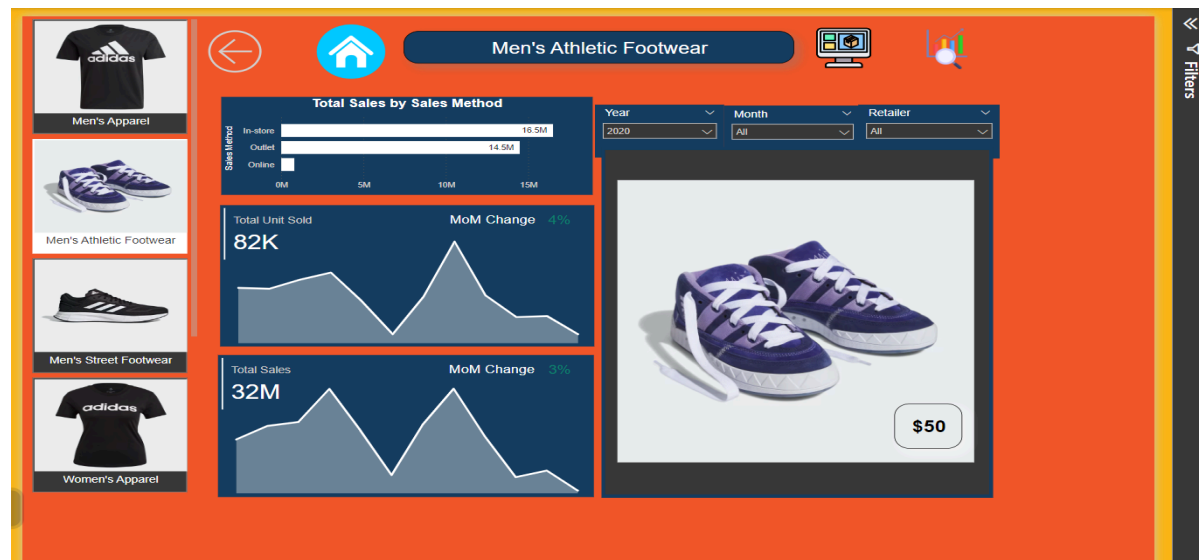 adidas
Men's Apparel
Men's Athletic Footwear
Men's Street Footwear
adidas
Women's Apparel
Men's Athletic Footwear
Total Sales by Sales Method
Sales Method
In-store
16.5M
Outlet
14.5M
Online
0M 5M 10M 15M
Total Unit Sold
MoM Change 4%
82K
Total Sales
MoM Change 3%
32M
Year
2020
Month
All
Retailer
All
$50
Filters